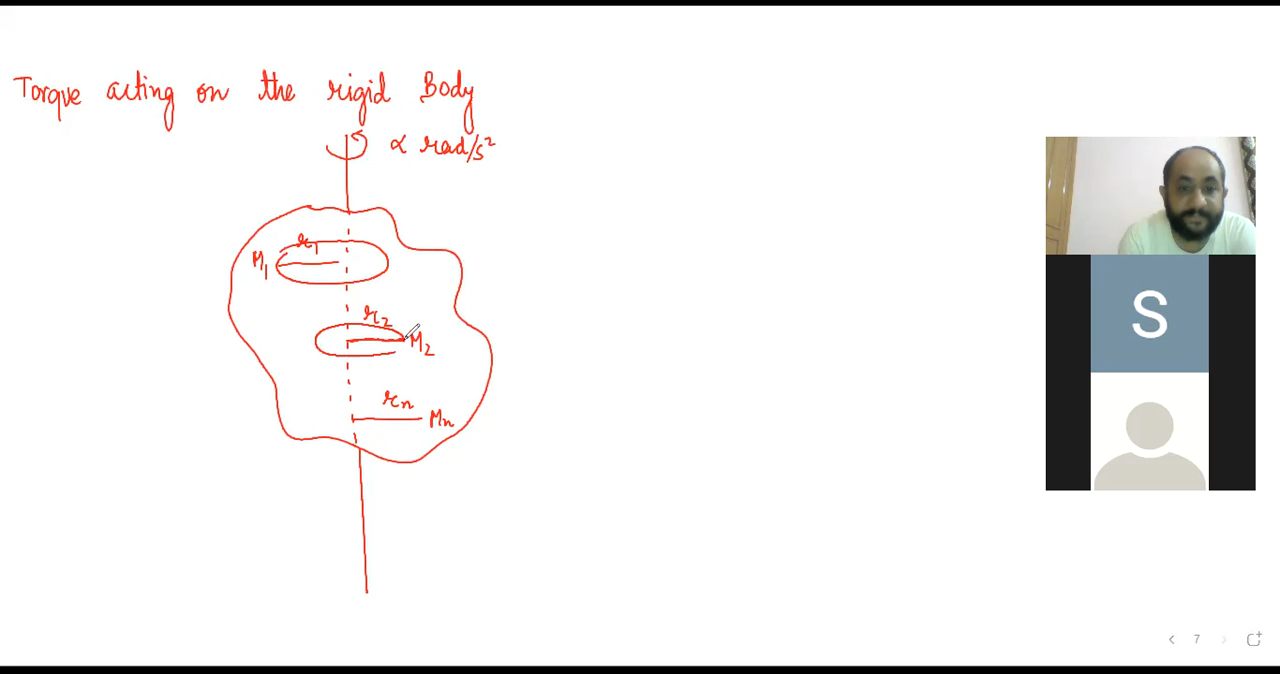 Torque acting on the rigid Body
α rad/s²
r₁
M₁
r₂
M₂
rₙ
Mₙ
S
< 7 >